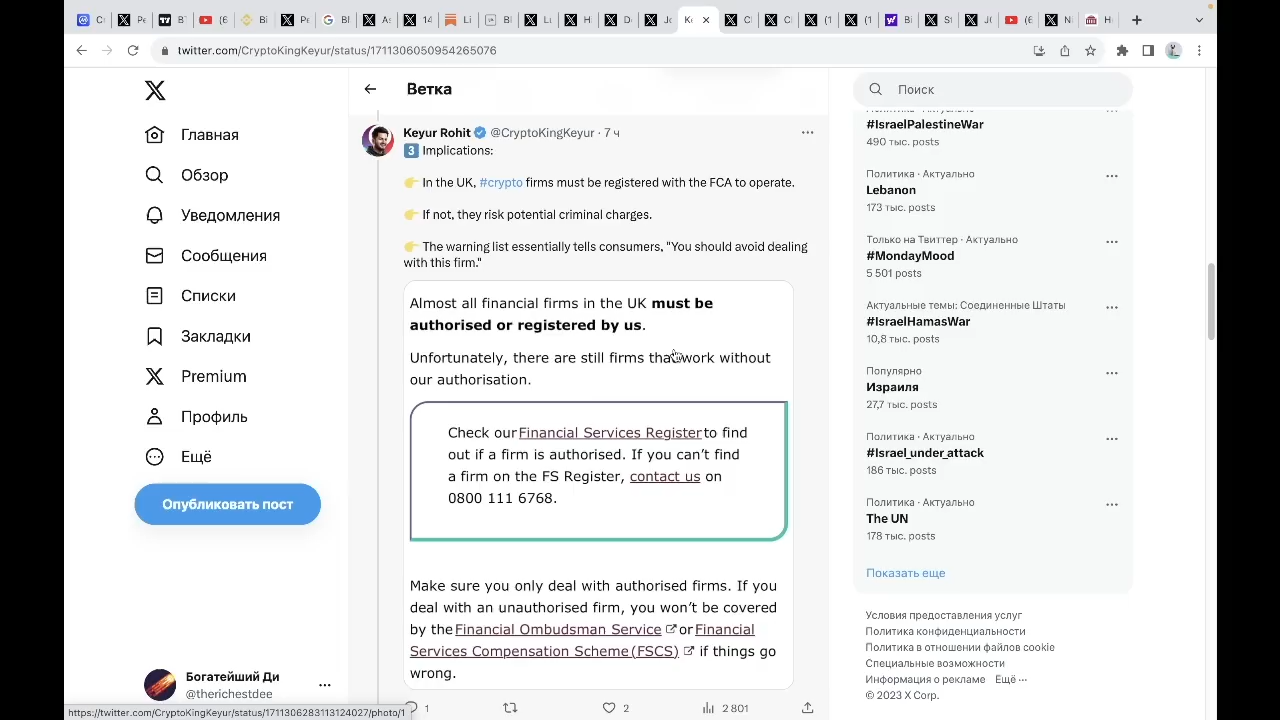 twitter.com/CryptoKingKeyur/status/1711306050954265076
Главная
Обзор
Уведомления
Сообщения
Списки
Закладки
Premium
Профиль
Ещё
Опубликовать пост
Богатейший Ди
@therichestdee
https://twitter.com/CryptoKingKeyur/status/1711306283113124027/photo/1
Ветка
Keyur Rohit @CryptoKingKeyur · 7 ч
3 Implications:
👉 In the UK, #crypto firms must be registered with the FCA to operate.
👉 If not, they risk potential criminal charges.
👉 The warning list essentially tells consumers, "You should avoid dealing
with this firm."
Almost all financial firms in the UK must be
authorised or registered by us.
Unfortunately, there are still firms that work without
our authorisation.
Check our Financial Services Register to find
out if a firm is authorised. If you can't find
a firm on the FS Register, contact us on
0800 111 6768.
Make sure you only deal with authorised firms. If you
deal with an unauthorised firm, you won't be covered
by the Financial Ombudsman Service or Financial
Services Compensation Scheme (FSCS) if things go
wrong.
1 2 2 801
Поиск
#IsraelPalestineWar
490 тыс. posts
Политика · Актуально
Lebanon
173 тыс. posts
Только на Твиттер · Актуально
#MondayMood
5 501 posts
Актуальные темы: Соединенные Штаты
#IsraelHamasWar
10,8 тыс. posts
Популярно
Израиля
27,7 тыс. posts
Политика · Актуально
#Israel_under_attack
186 тыс. posts
Политика · Актуально
The UN
178 тыс. posts
Показать еще
Условия предоставления услуг
Политика конфиденциальности
Политика в отношении файлов cookie
Специальные возможности
Информация о рекламе Ещё ···
© 2023 X Corp.